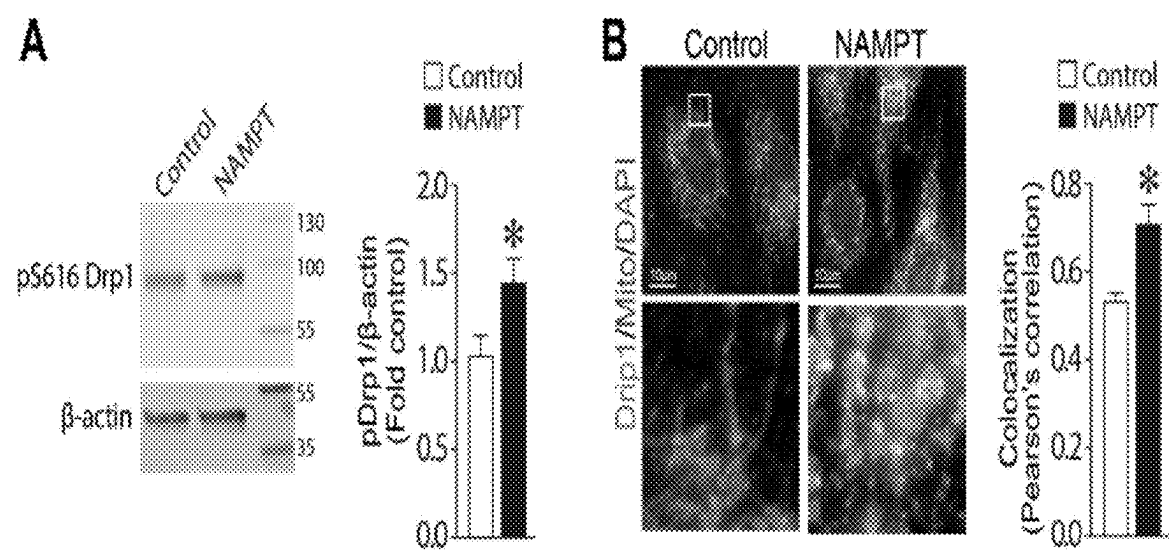 A
Control
NAMPT
Control
NAMPT
130
100
55
pS616 Drp1
β-actin
55
35
pDrp1/β-actin
(Fold control)
2.0
1.5
1.0
0.5
0.0
*
B
Control
NAMPT
Drip1/Mito/DAPI
Control
NAMPT
Colocalization
(Pearson's correlation)
0.8
0.6
0.4
0.2
0.0
*